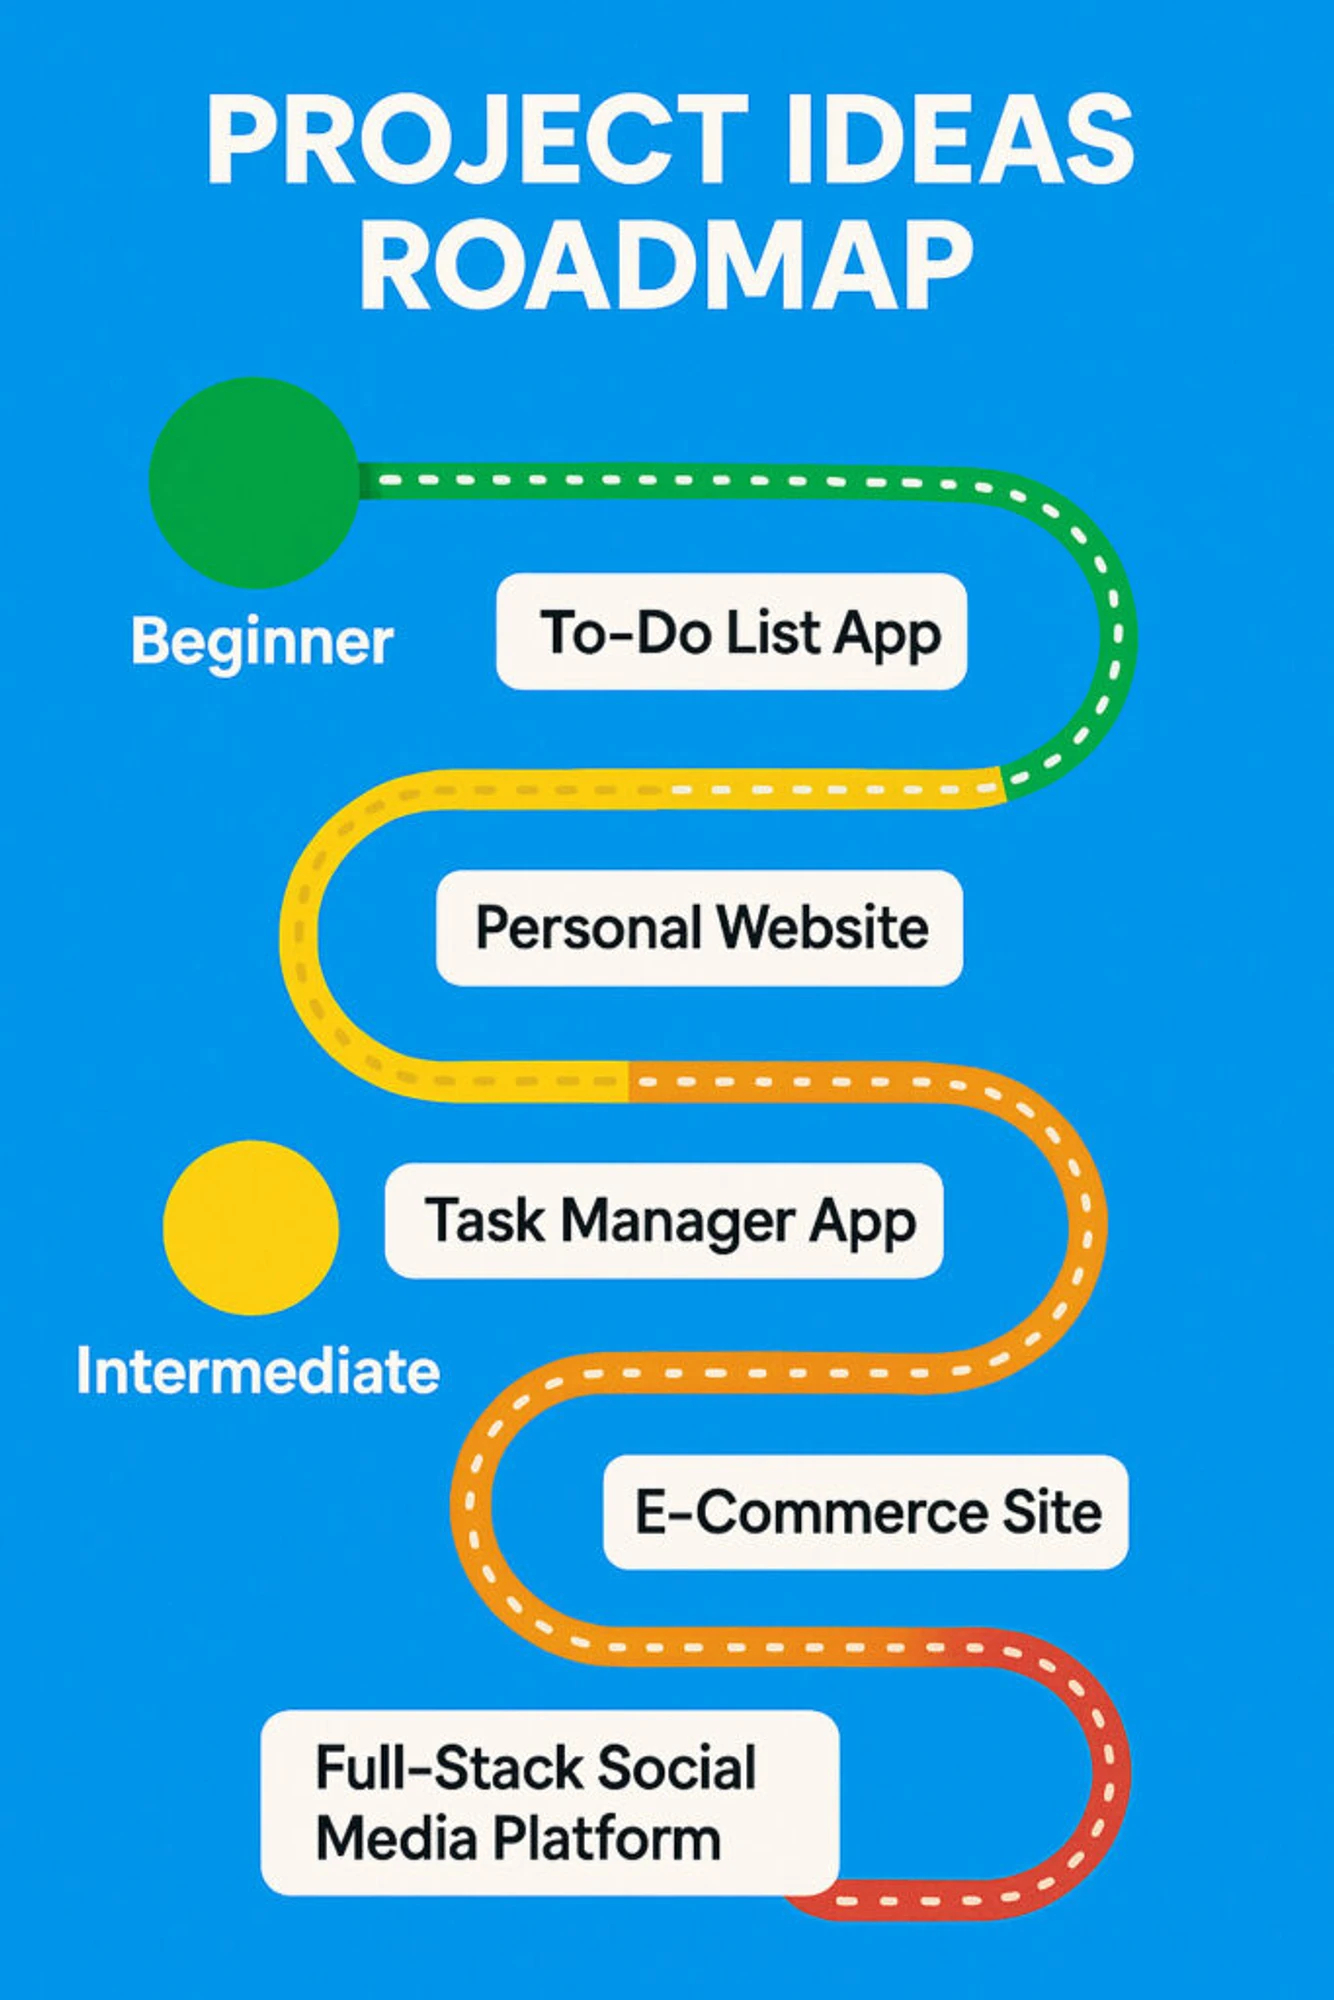 PROJECT IDEAS
ROADMAP
Beginner
To-Do List App
Personal Website
Task Manager App
Intermediate
E-Commerce Site
Full-Stack Social
Media Platform